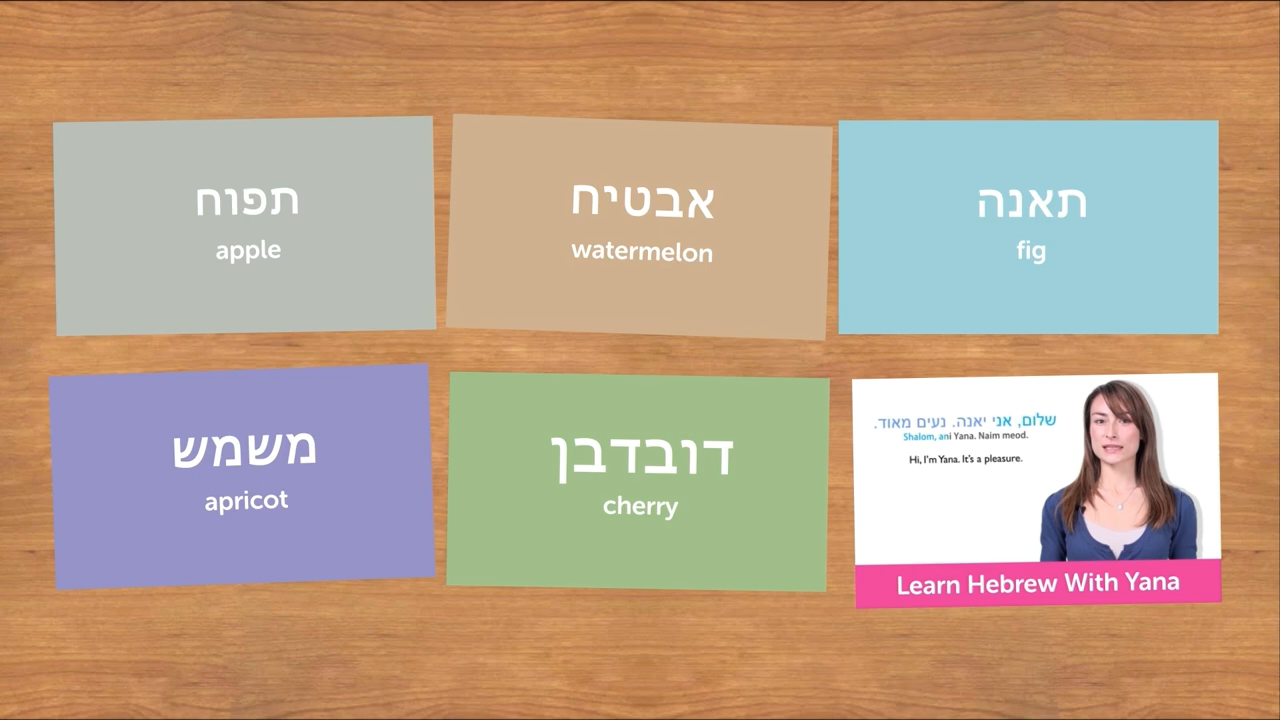 תפוח
apple
אבטיח
watermelon
תאנה
fig
משמש
apricot
דובדבן
cherry
שלום, אני יאנה. נעים מאוד.
Shalom, ani Yana. Naim meod.
Hi, I'm Yana. It's a pleasure.
Learn Hebrew With Yana